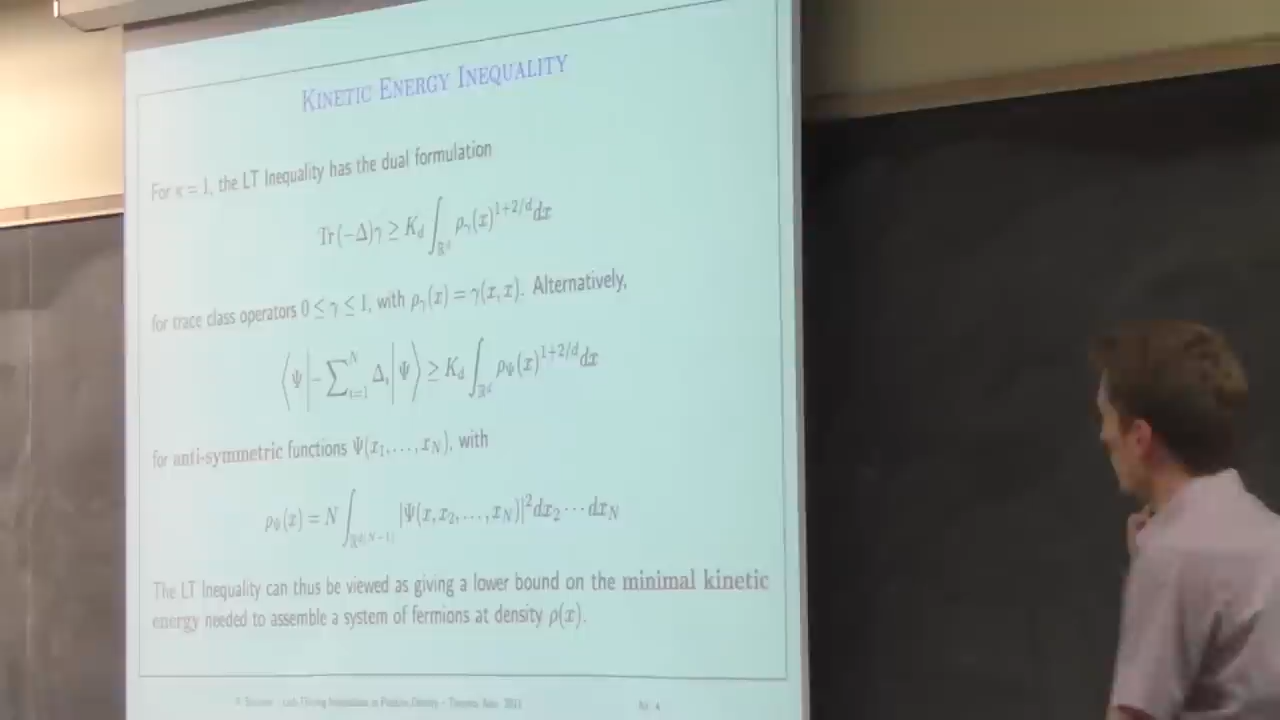 KINETIC ENERGY INEQUALITY
For κ = 1, the LT Inequality has the dual formulation
Tr(−Δ)γ ≥ K_d ∫_{ℝ^d} ρ_γ(x)^{1+2/d} dx
for trace class operators 0 ≤ γ ≤ 1, with ρ_γ(x) = γ(x, x). Alternatively,
⟨Ψ| −∑_{i=1}^N Δ_i |Ψ⟩ ≥ K_d ∫_{ℝ^d} ρ_Ψ(x)^{1+2/d} dx
for anti-symmetric functions Ψ(x_1, . . . , x_N), with
ρ_Ψ(x) = N ∫_{ℝ^{d(N−1)}} |Ψ(x, x_2, . . . , x_N)|^2 dx_2 ⋯ dx_N
The LT Inequality can thus be viewed as giving a lower bound on the minimal kinetic
energy needed to assemble a system of fermions at density ρ(x).
Nr. 4